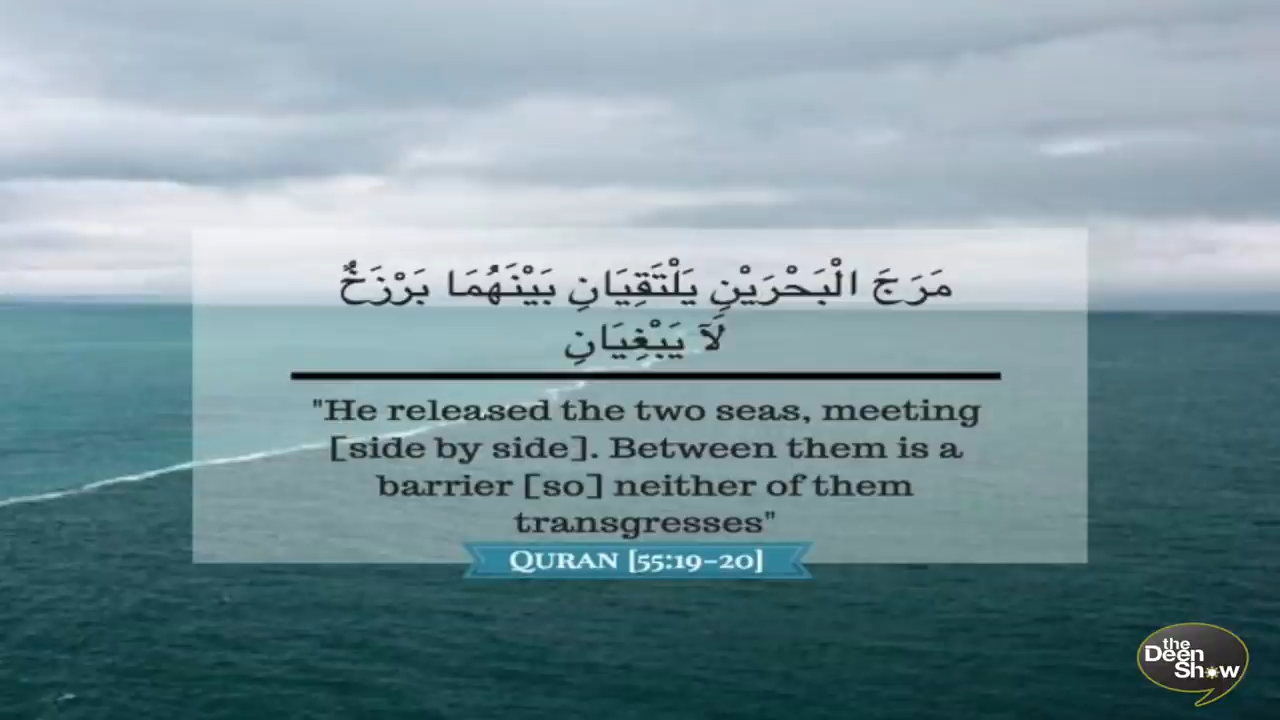 مَرَجَ الْبَحْرَيْنِ يَلْتَقِيَانِ بَيْنَهُمَا بَرْزَخٌ
لَآ يَبْغِيَانِ
"He released the two seas, meeting
[side by side]. Between them is a
barrier [so] neither of them
transgresses"
QURAN [55:19-20]
the
Deen
Show